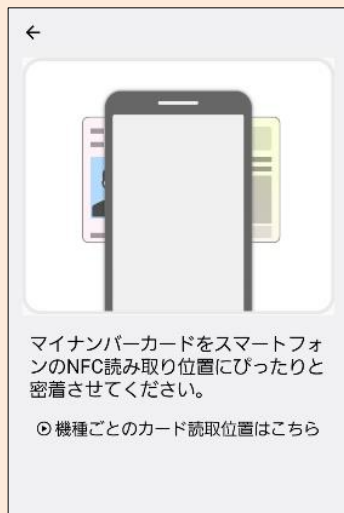 マイナンバーカードをスマートフォ
ンのNFC読み取り位置にぴったりと
密着させてください。
機種ごとのカード読取位置はこちら